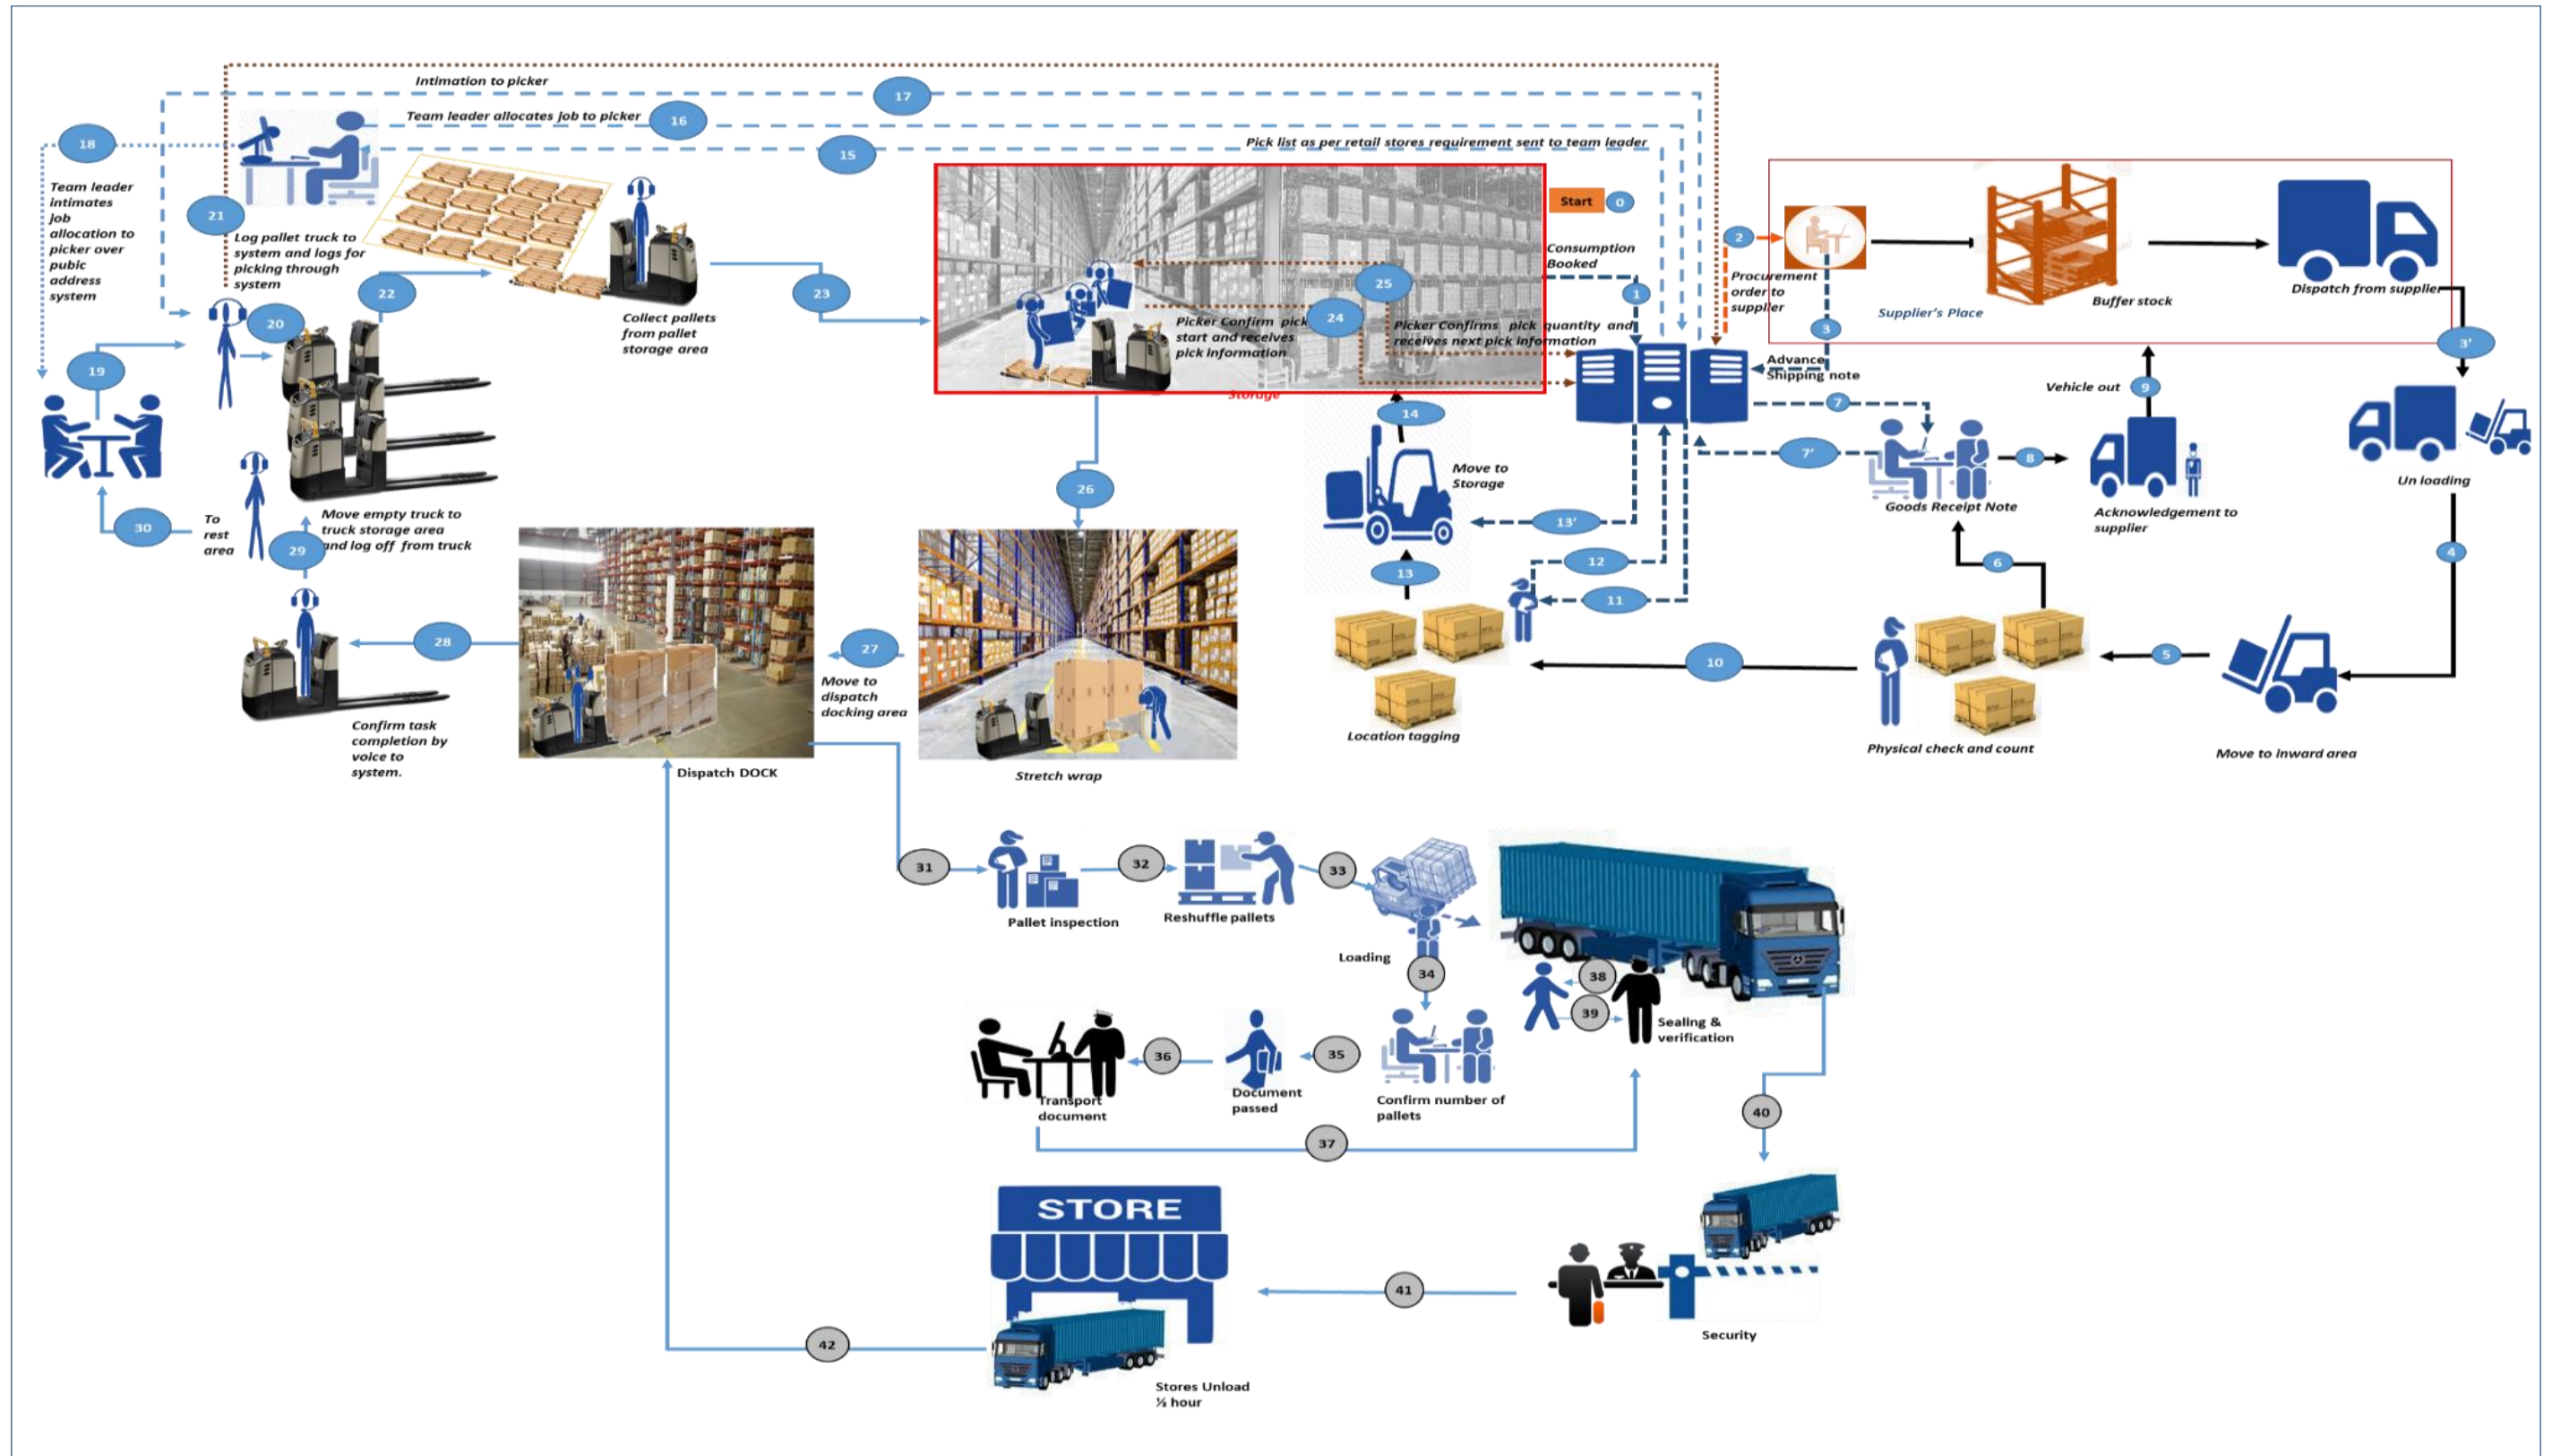 Intimation to picker
17
Team leader allocates job to picker
16
18
15
Pick list as per retail stores requirement sent to team leader
Team leader
intimates
job
allocation to
picker over
pubic
address
system
21
Log pallet truck to
system and logs for
picking through
system
22
20
19
Collect pallets
from pallet
storage area
23
Start
0
Consumption
Booked
1
25
24
Picker Confirm pick
start and receives
pick information
Picker Confirms pick quantity and
receives next pick information
Storage
2
Procurement
order to
supplier
3
Supplier's Place
Buffer stock
Dispatch from supplier
3'
Advance
Shipping note
7
7'
Vehicle out
9
8
Goods Receipt Note
Acknowledgement to
supplier
Un loading
4
14
Move to
Storage
13'
12
11
13
6
5
10
Location tagging
Physical check and count
Move to inward area
26
30
To
rest
area
29
Move empty truck to
truck storage area
and log off from truck
28
Confirm task
completion by
voice to
system.
27
Move to
dispatch
docking area
Dispatch DOCK
Stretch wrap
31
Pallet inspection
32
Reshuffle pallets
33
Loading
34
38
39
Sealing &
verification
36
35
Transport
document
Document
passed
Confirm number of
pallets
37
40
STORE
41
42
Security
Stores Unload
½ hour